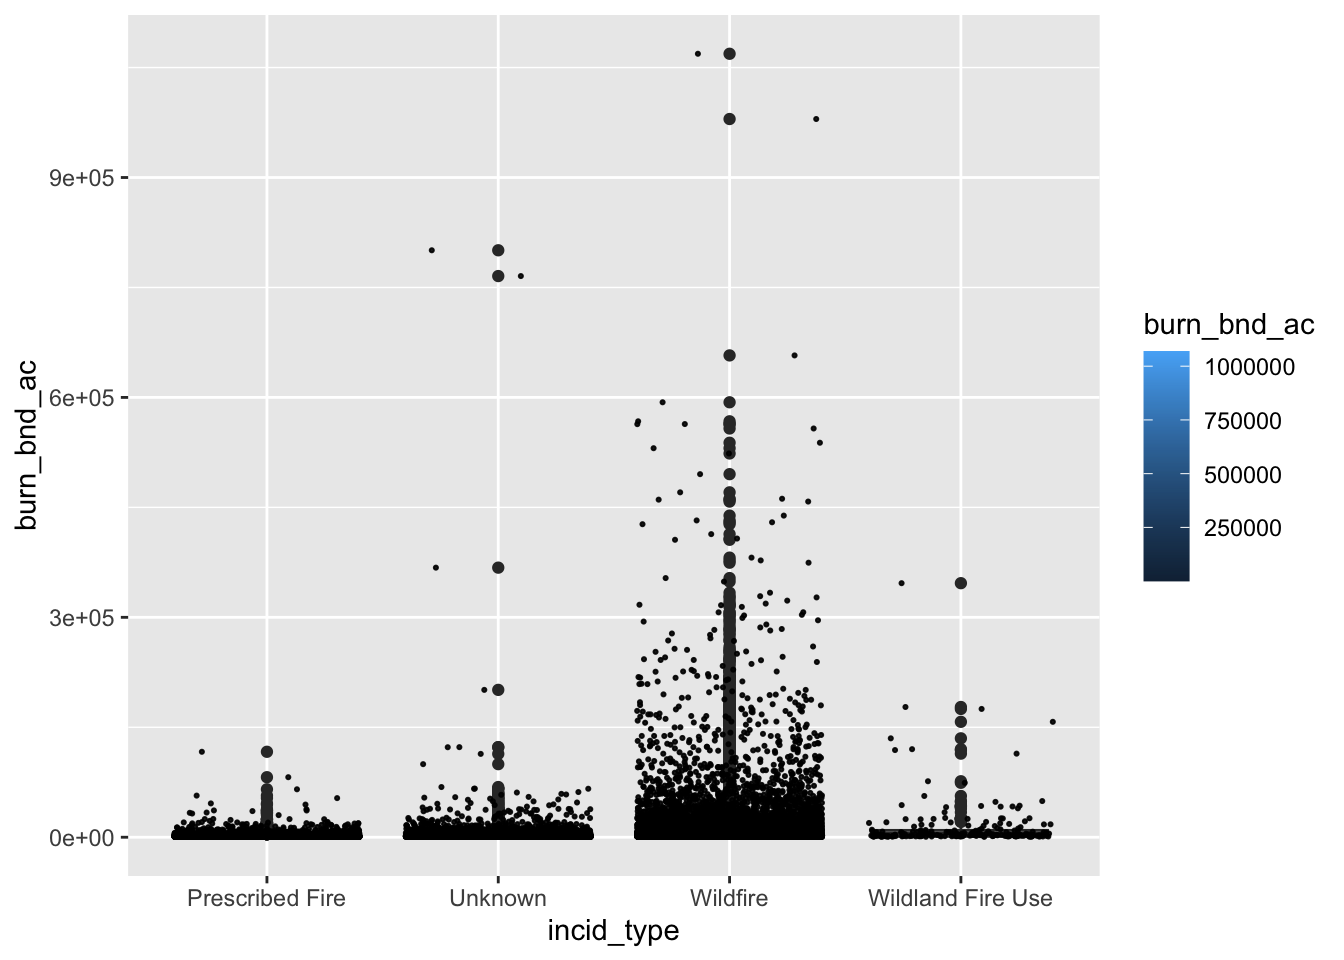 burn_bnd_ac
9e+05
6e+05
3e+05
0e+00
Prescribed Fire
Unknown
Wildfire
Wildland Fire Use
incid_type
burn_bnd_ac
1000000
750000
500000
250000